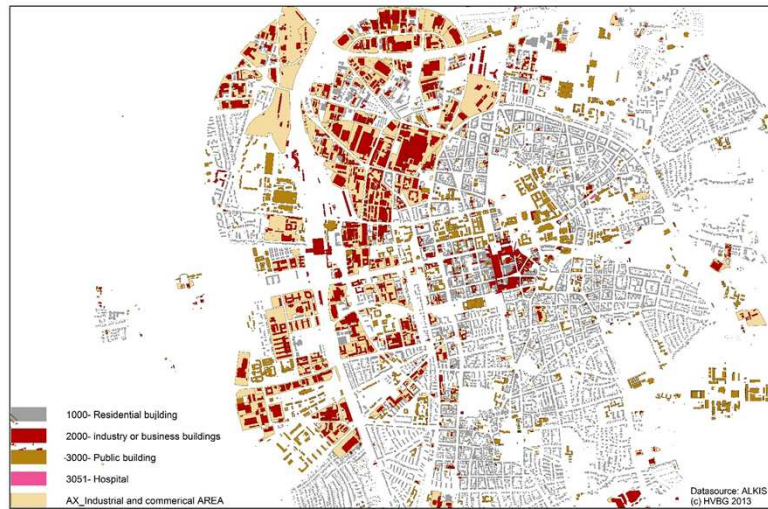 1000- Residential building
2000- industry or business buildings
-3000- Public building
3051- Hospital
AX_Industrial and commerical AREA
Datasource: ALKIS
(c) HVBG 2013